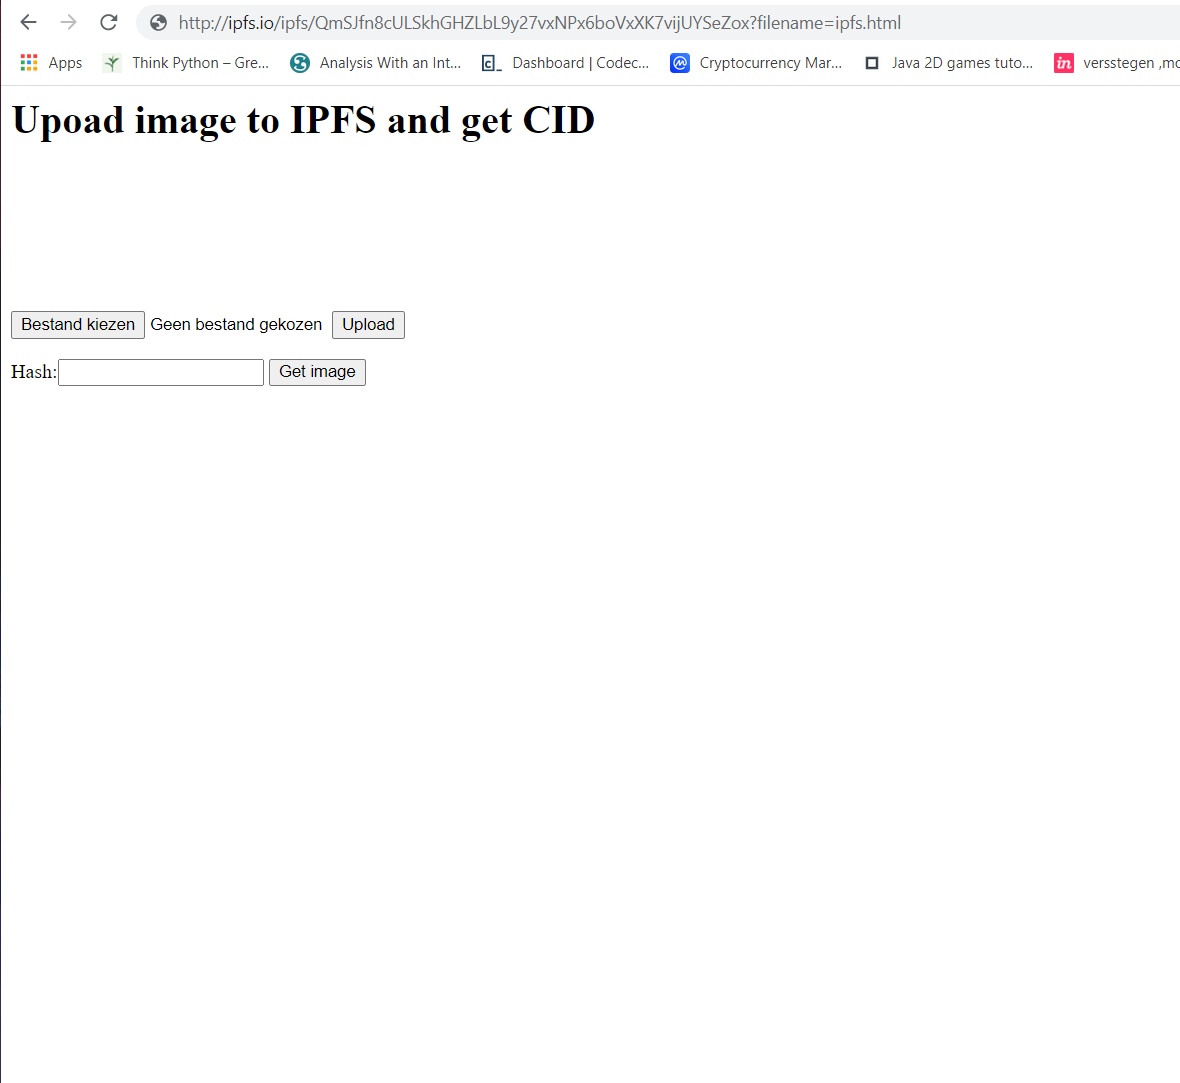 http://ipfs.io/ipfs/QmSJfn8cULSkhGHZLbL9y27vxNPx6boVxXK7vijUYSeZox?filename=ipfs.html
Apps Think Python – Gre... Analysis With an Int... Dashboard | Codec... Cryptocurrency Mar... Java 2D games tuto... in versstegen ,mo
Upoad image to IPFS and get CID
Bestand kiezen Geen bestand gekozen Upload
Hash: Get image